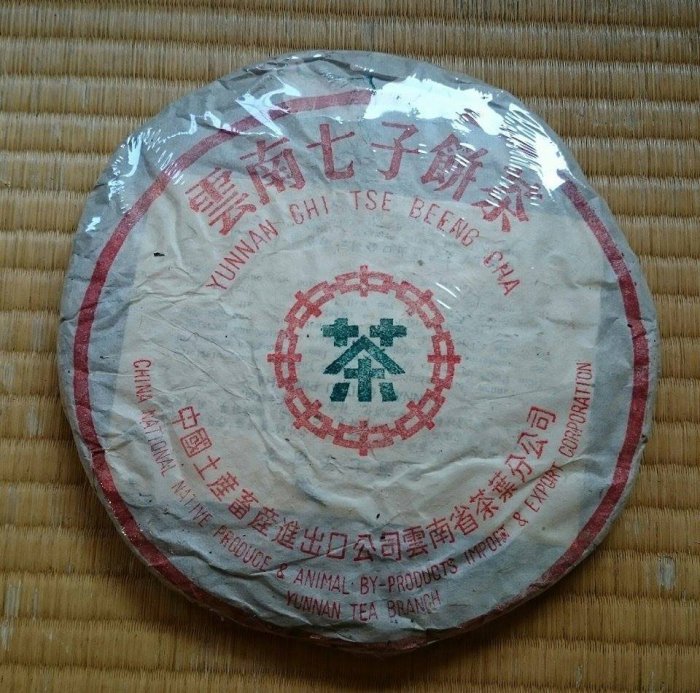 雲南七子餅茶
YUNNAN CHI TSE BEENG CHA
茶
中國土產畜產進出口公司雲南省茶葉分公司
CHINA NATIONAL NATIVE PRODUCE & ANIMAL BY-PRODUCTS IMPORT & EXPORT CORPORATION
YUNNAN TEA BRANCH